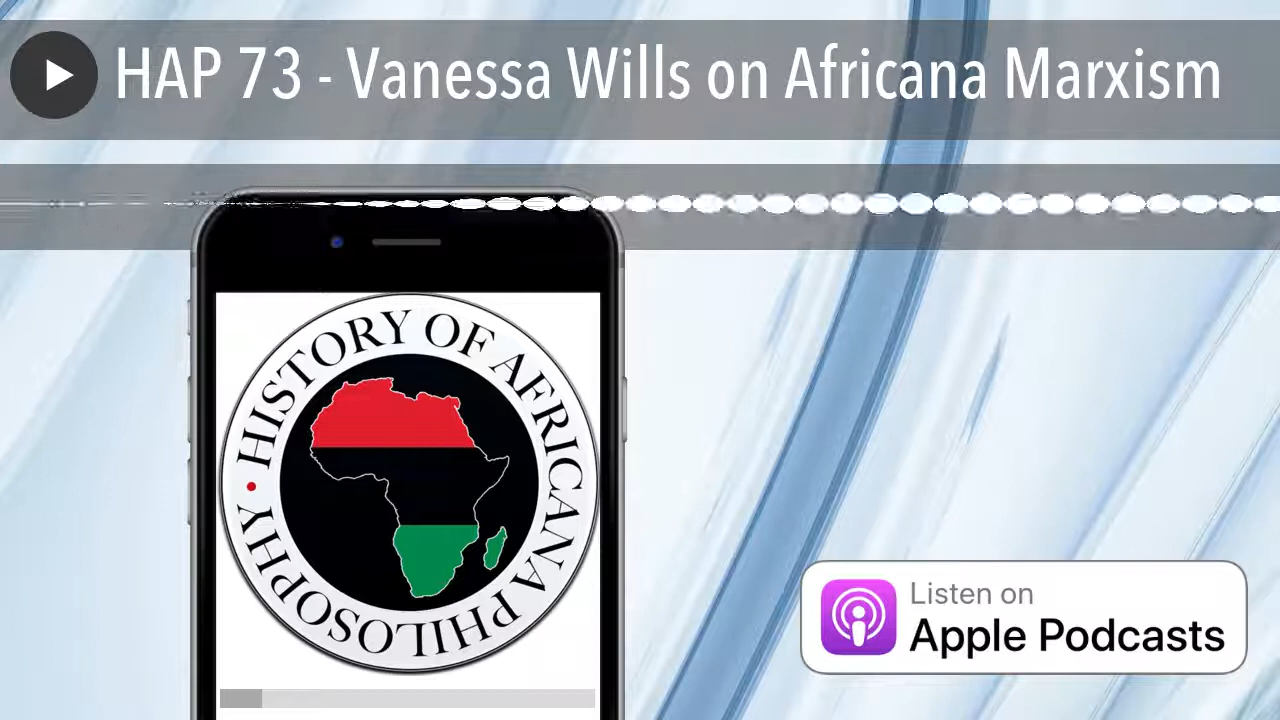 HAP 73 - Vanessa Wills on Africana Marxism
HISTORY OF AFRICANA PHILOSOPHY •
Listen on
Apple Podcasts